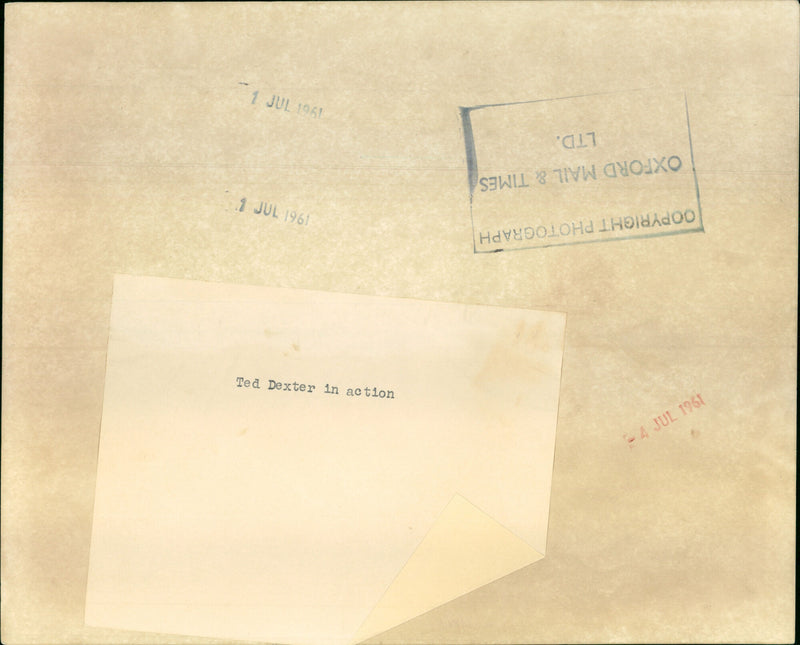 1 JUL 1961
1 JUL 1961
COPYRIGHT PHOTOGRAPH
OXFORD MAIL & TIMES
LTD.
Ted Dexter in action
4 JUL 1961